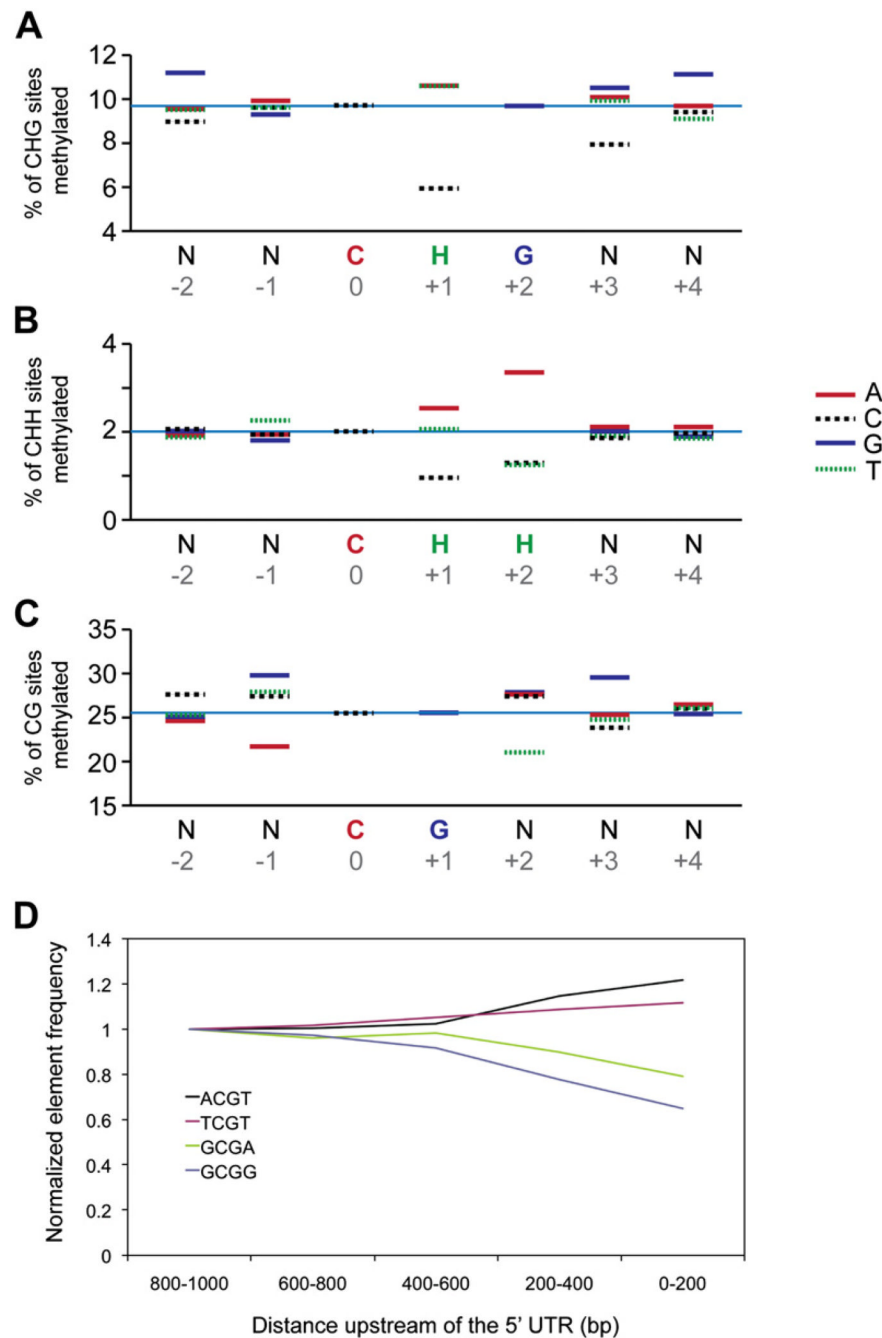 A
% of CHG sites
methylated
12
10
8
6
4
N N C H G N N
-2 -1 0 +1 +2 +3 +4
B
% of CHH sites
methylated
4
2
0
N N C H H N N
-2 -1 0 +1 +2 +3 +4
A
C
G
T
C
% of CG sites
methylated
35
30
25
20
15
N N C G N N N
-2 -1 0 +1 +2 +3 +4
D
Normalized element frequency
1.4
1.2
1
0.8
0.6
0.4
0.2
0
ACGT
TCGT
GCGA
GCGG
800-1000 600-800 400-600 200-400 0-200
Distance upstream of the 5' UTR (bp)